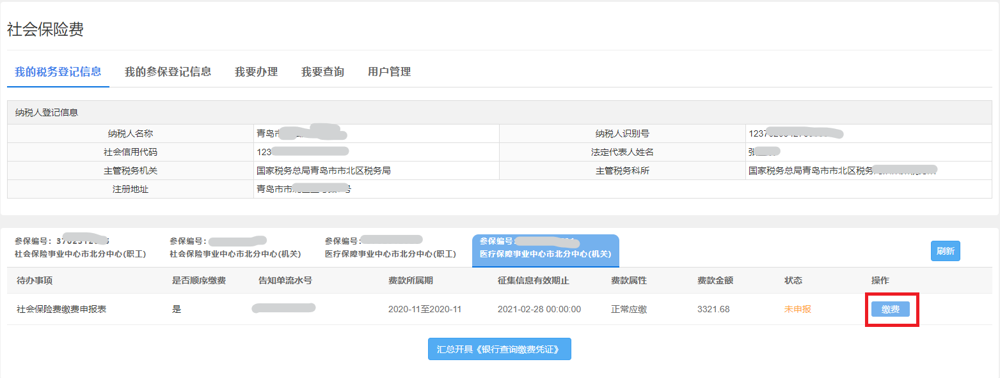 社会保险费
我的税务登记信息 我的参保登记信息 我要办理 我要查询 用户管理
纳税人登记信息
纳税人名称 青岛市 纳税人识别号
社会信用代码 123 法定代表人姓名 张
主管税务机关 国家税务总局青岛市市北区税务局 主管税务科所 国家税务总局青岛市市北区税务
注册地址 青岛市市 号
参保编号: 参保编号: 参保编号: 参保编号:
社会保险事业中心市北分中心(职工) 社会保险事业中心市北分中心(机关) 医疗保障事业中心市北分中心(职工) 医疗保障事业中心市北分中心(机关) 刷新
待办事项 是否顺序缴费 告知单流水号 费款所属期 征集信息有效期止 费款属性 费款金额 状态 操作
社会保险费缴费申报表 是 2020-11至2020-11 2021-02-28 00:00:00 正常应缴 3321.68 未申报 缴费
汇总开具《银行查询缴费凭证》